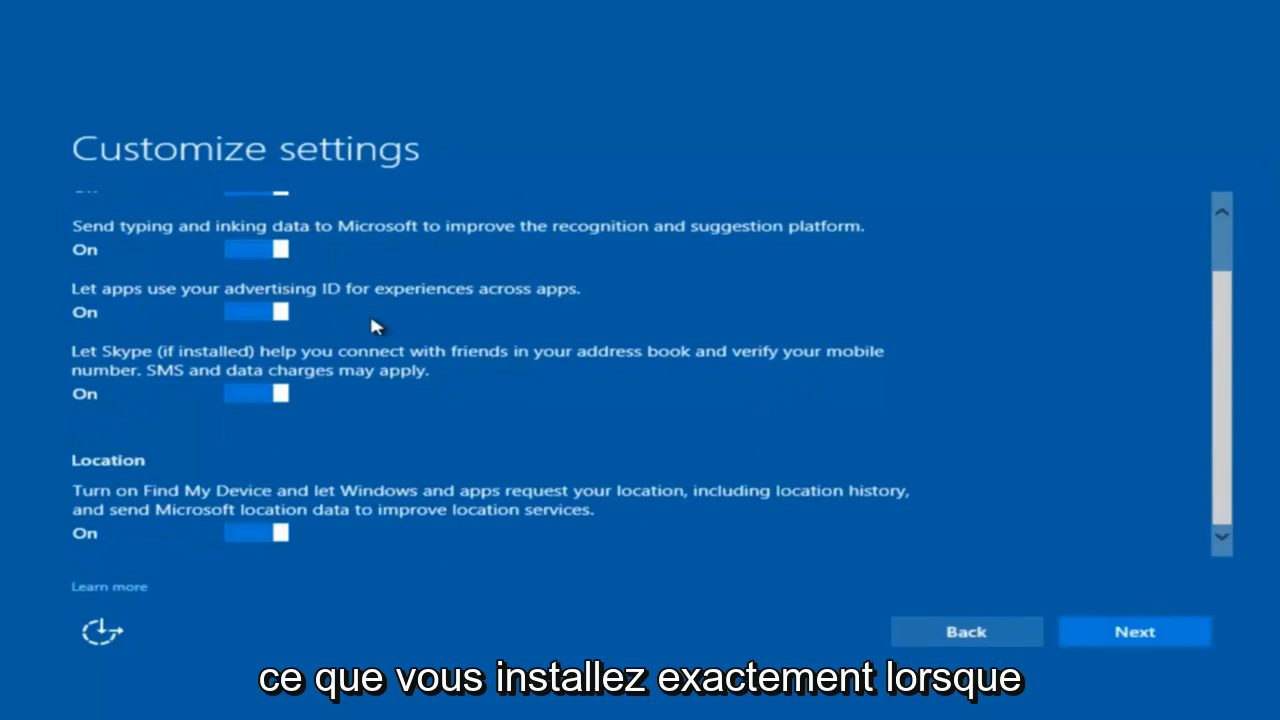 Customize settings
Send typing and inking data to Microsoft to improve the recognition and suggestion platform.
On
Let apps use your advertising ID for experiences across apps.
On
Let Skype (if installed) help you connect with friends in your address book and verify your mobile
number. SMS and data charges may apply.
On
Location
Turn on Find My Device and let Windows and apps request your location, including location history,
and send Microsoft location data to improve location services.
On
Learn more
Back
Next
ce que vous installez exactement lorsque